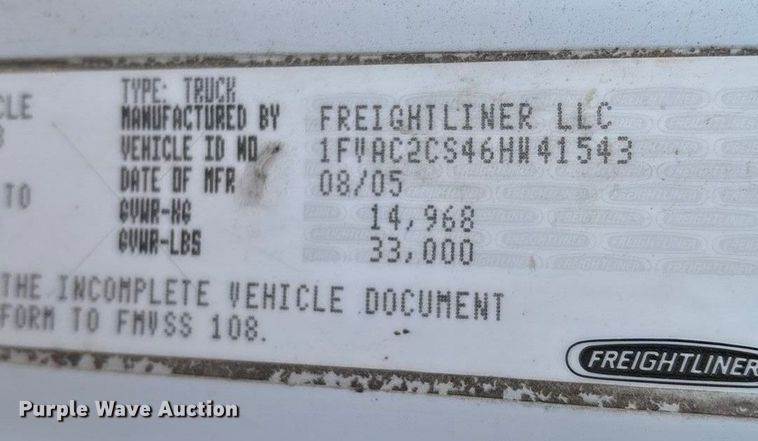 TYPE: TRUCK
MANUFACTURED BY FREIGHTLINER LLC
VEHICLE ID NO 1FVAC2CS46HW41543
DATE OF MFR 08/05
GVWR-KG 14,968
GVWR-LBS 33,000
TO
THE INCOMPLETE VEHICLE DOCUMENT
FORM TO FMVSS 108.
FREIGHTLINER
Purple Wave Auction